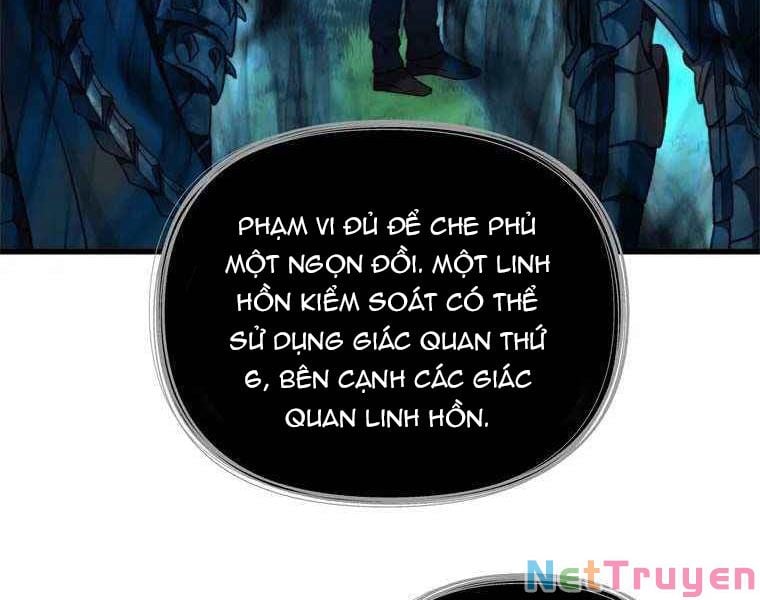 PHẠM VI ĐỦ ĐỂ CHE PHỦ
MỘT NGỌN ĐỒI. MỘT LINH
HỒN KIỂM SOÁT CÓ THỂ
SỬ DỤNG GIÁC QUAN THỨ
6, BÊN CẠNH CÁC GIÁC
QUAN LINH HỒN.
NetTruyen